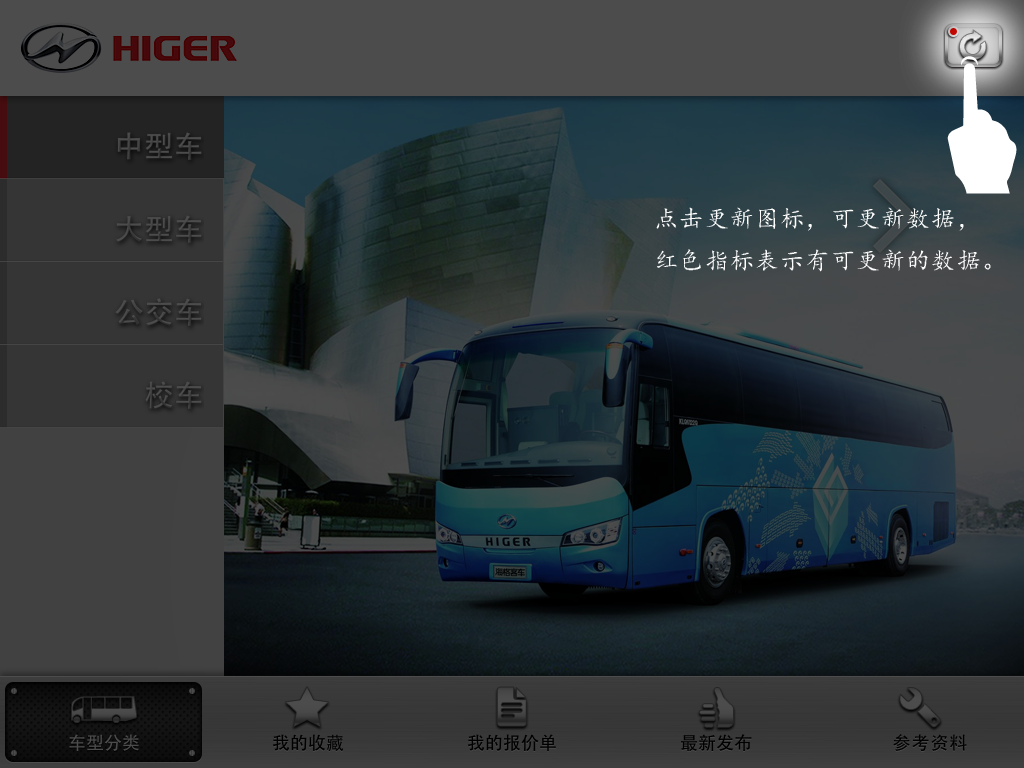 HIGER
中型车
大型车
公交车
校车
点击更新图标，可更新数据，
红色指标表示有可更新的数据。
HIGER
车型分类
我的收藏
我的报价单
最新发布
参考资料